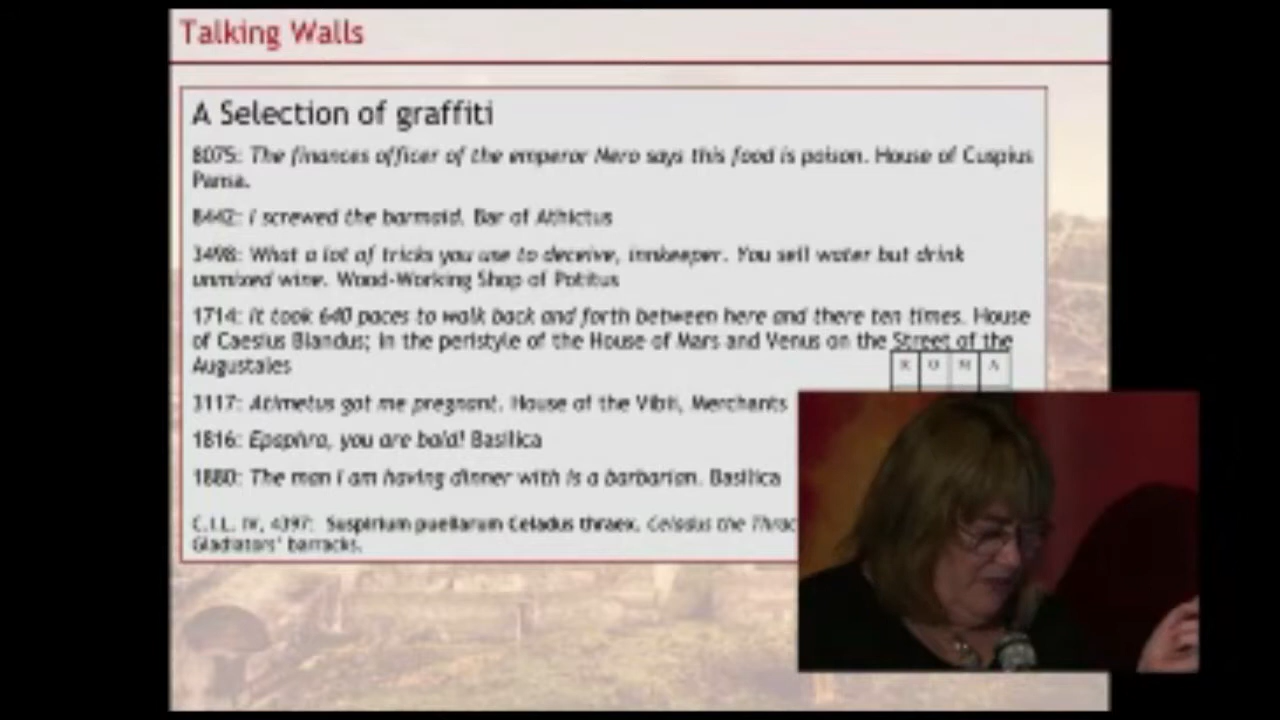 Talking Walls
A Selection of graffiti
8075: The finances officer of the emperor Nero says this food is poison. House of Cuspius
Pansa.
8442: I screwed the barmaid. Bar of Athictus
3498: What a lot of tricks you use to deceive, innkeeper. You sell water but drink
unmixed wine. Wood-Working Shop of Potitus
1714: It took 640 paces to walk back and forth between here and there ten times. House
of Caesius Blandus; in the peristyle of the House of Mars and Venus on the Street of the
Augustales
R O M A
3117: Atimetus got me pregnant. House of the Vibii, Merchants
1816: Epaphra, you are bald! Basilica
1880: The man I am having dinner with is a barbarian. Basilica
C.I.L. IV, 4397: Suspirium puellarum Celadus thraex. Celadus the Thrac
Gladiators' barracks.